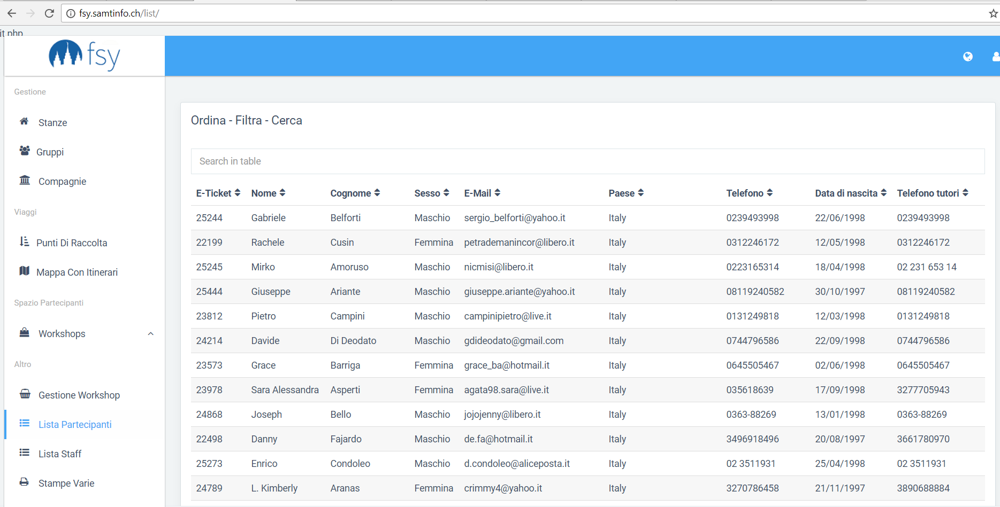 fsy.samtinfo.ch/list/
it php
fsy
Gestione
Stanze
Gruppi
Compagnie
Viaggi
Punti Di Raccolta
Mappa Con Itinerari
Spazio Partecipanti
Workshops
Altro
Gestione Workshop
Lista Partecipanti
Lista Staff
Stampe Varie
Ordina - Filtra - Cerca
Search in table
E-Ticket Nome Cognome Sesso E-Mail Paese Telefono Data di nascita Telefono tutori
25244 Gabriele Belforti Maschio sergio_belforti@yahoo.it Italy 0239493998 22/06/1998 0239493998
22199 Rachele Cusin Femmina petrademanincor@libero.it Italy 0312246172 12/05/1998 0312246172
25245 Mirko Amoruso Maschio nicmisi@libero.it Italy 0223165314 18/04/1998 02 231 653 14
25444 Giuseppe Ariante Maschio giuseppe.ariante@yahoo.it Italy 08119240582 30/10/1997 08119240582
23812 Pietro Campini Maschio campinipietro@live.it Italy 0131249818 12/03/1998 0131249818
24214 Davide Di Deodato Maschio gdideodato@gmail.com Italy 0744796586 22/09/1998 0744796586
23573 Grace Barriga Femmina grace_ba@hotmail.it Italy 0645505467 02/06/1998 0645505467
23978 Sara Alessandra Asperti Femmina agata98.sara@live.it Italy 035618639 17/09/1998 3277705943
24868 Joseph Bello Maschio jojojenny@libero.it Italy 0363-88269 13/01/1998 0363-88269
22498 Danny Fajardo Maschio de.fa@hotmail.it Italy 3496918496 20/08/1997 3661780970
25273 Enrico Condoleo Maschio d.condoleo@aliceposta.it Italy 02 3511931 25/04/1998 02 3511931
24789 L. Kimberly Aranas Femmina crimmy4@yahoo.it Italy 3270786458 21/11/1997 3890688884